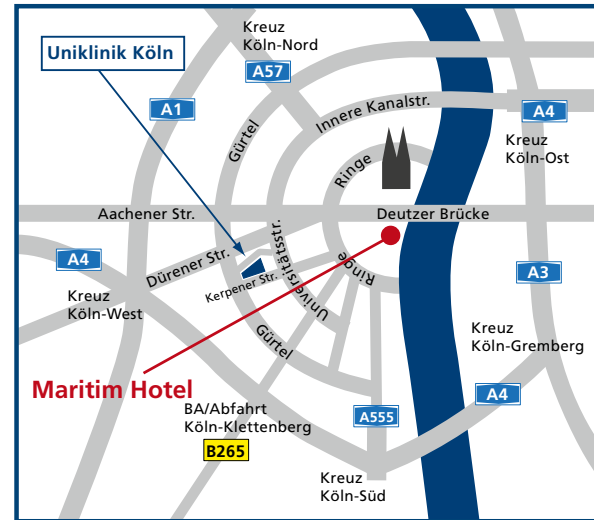 Kreuz
Köln-Nord
Uniklinik Köln
A57
A1
Innere Kanalstr.
A4
Gürtel
Kreuz
Köln-Ost
Ringe
Aachener Str.
Deutzer Brücke
Universitätsstr.
A4
Dürener Str.
Ringe
A3
Kerpener Str.
Kreuz
Köln-West
Gürtel
Kreuz
Köln-Gremberg
Maritim Hotel
A4
BA/Abfahrt
Köln-Klettenberg
A555
B265
Kreuz
Köln-Süd